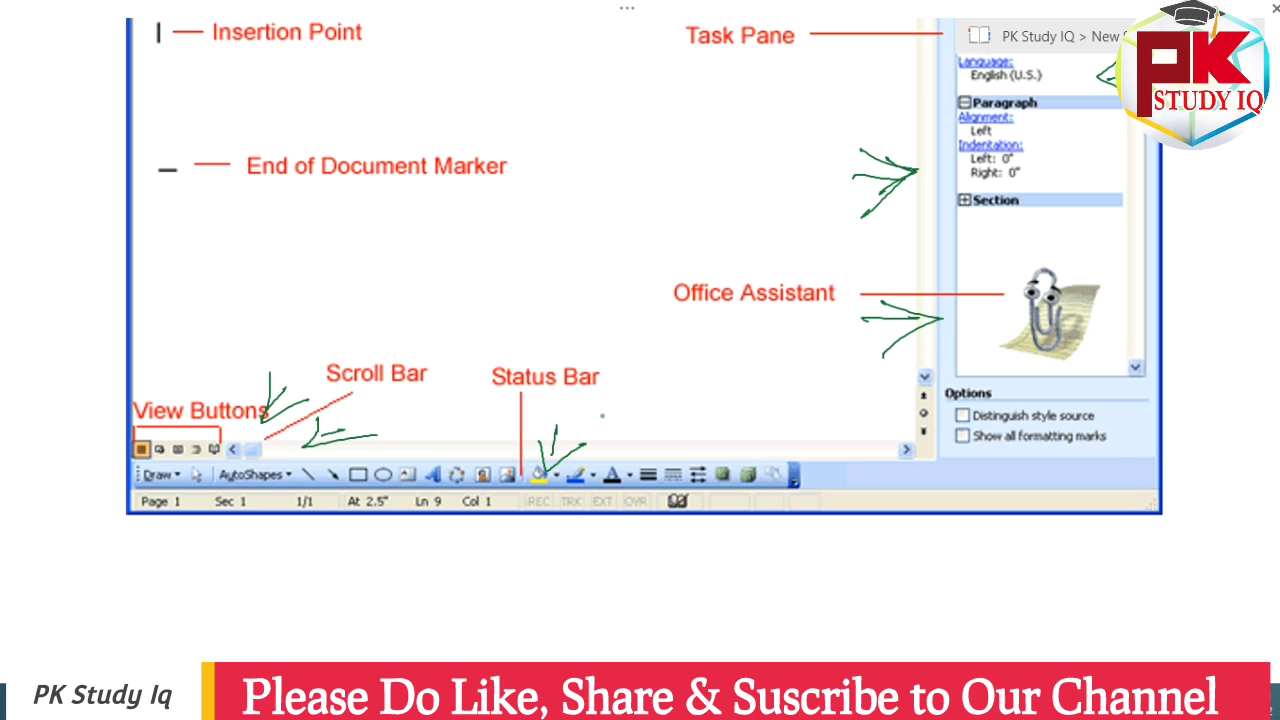 ...
Insertion Point
Task Pane
PK Study IQ > New
PK
STUDY IQ
Language:
English (U.S.)
Paragraph
Alignment:
Left
Indentation:
Left: 0"
Right: 0"
End of Document Marker
Section
Office Assistant
Scroll Bar
Status Bar
View Buttons
Options
Distinguish style source
Show all formatting marks
Draw AutoShapes
Page 1 Sec 1 1/1 At 2.5" Ln 9 Col 1 REC TRK EXT OVR
PK Study Iq
Please Do Like, Share & Suscribe to Our Channel